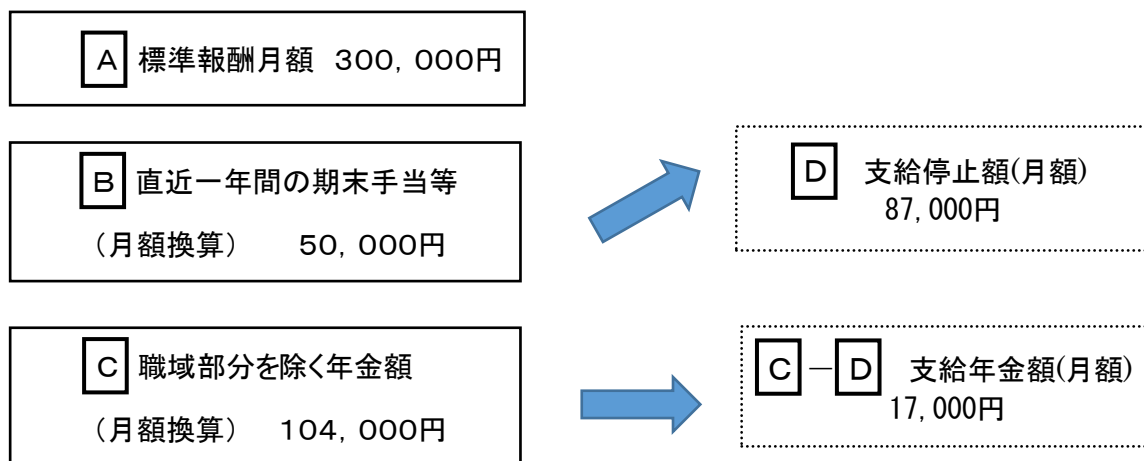 A 標準報酬月額 300,000円
B 直近一年間の期末手当等
(月額換算) 50,000円
D 支給停止額(月額)
87,000円
C 職域部分を除く年金額
(月額換算) 104,000円
C-D 支給年金額(月額)
17,000円